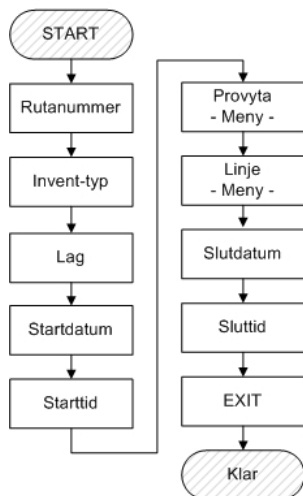 START
Rutanummer
Invent-typ
Lag
Startdatum
Starttid
Provyta
- Meny -
Linje
- Meny -
Slutdatum
Sluttid
EXIT
Klar